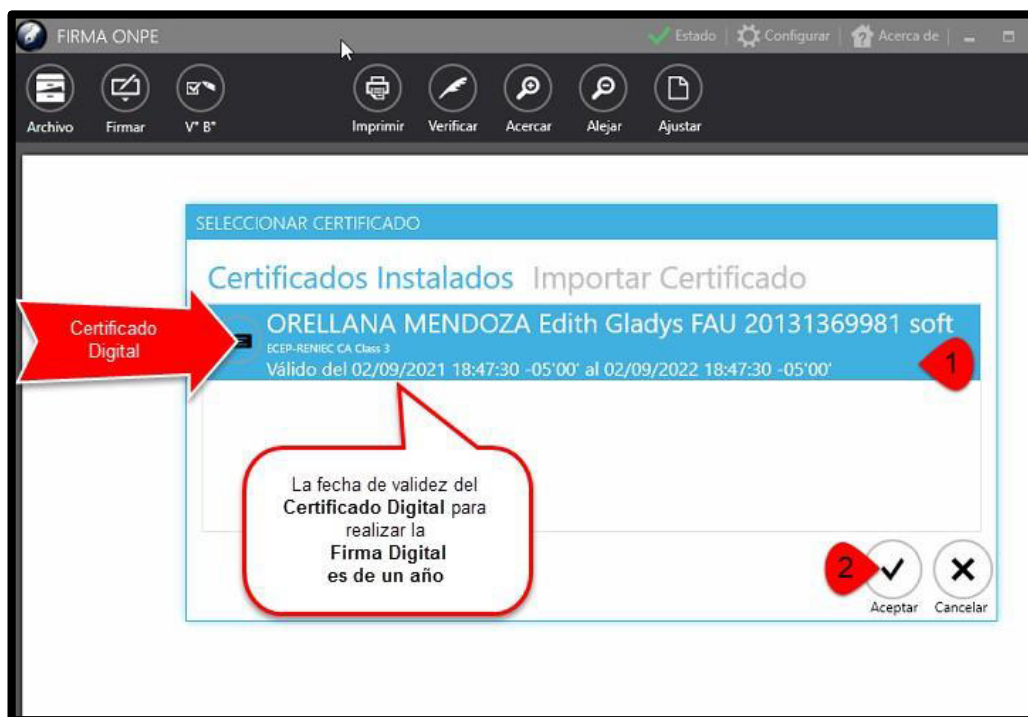 FIRMA ONPE
Estado | Configurar | Acerca de
Archivo Firmar V° B° Imprimir Verificar Acercar Alejar Ajustar
SELECCIONAR CERTIFICADO
Certificados Instalados Importar Certificado
Certificado
Digital
ORELLANA MENDOZA Edith Gladys FAU 20131369981 soft
ECEP-RENIEC CA Class 3
Válido del 02/09/2021 18:47:30 -05'00' al 02/09/2022 18:47:30 -05'00'
1
La fecha de validez del
Certificado Digital para
realizar la
Firma Digital
es de un año
2
Aceptar Cancelar